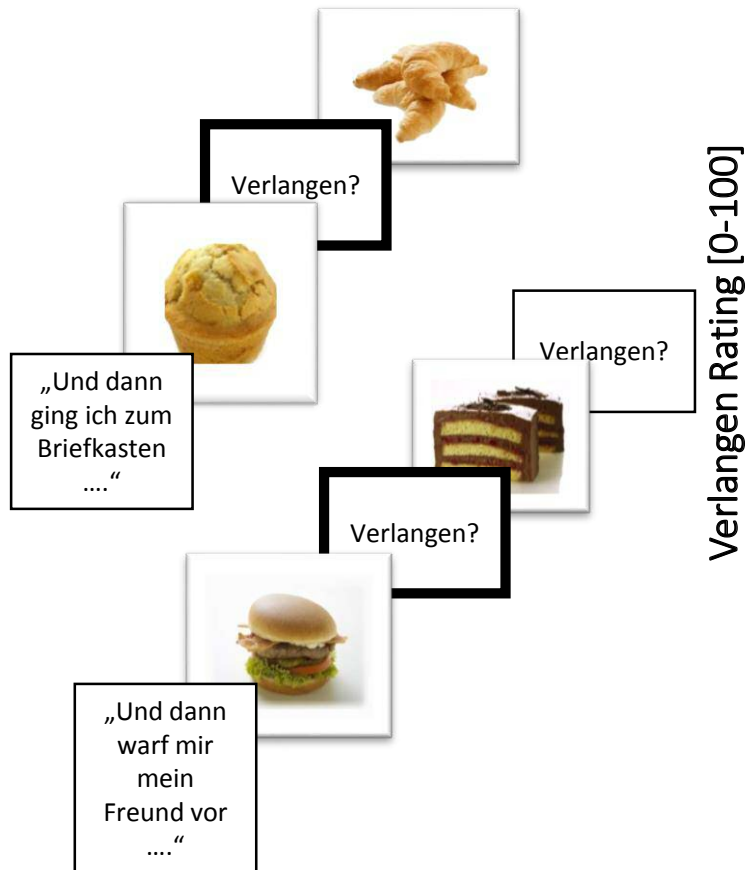 Verlangen?
„Und dann
ging ich zum
Briefkasten
….“
Verlangen?
Verlangen?
„Und dann
warf mir
mein
Freund vor
….“
Verlangen Rating [0-100]